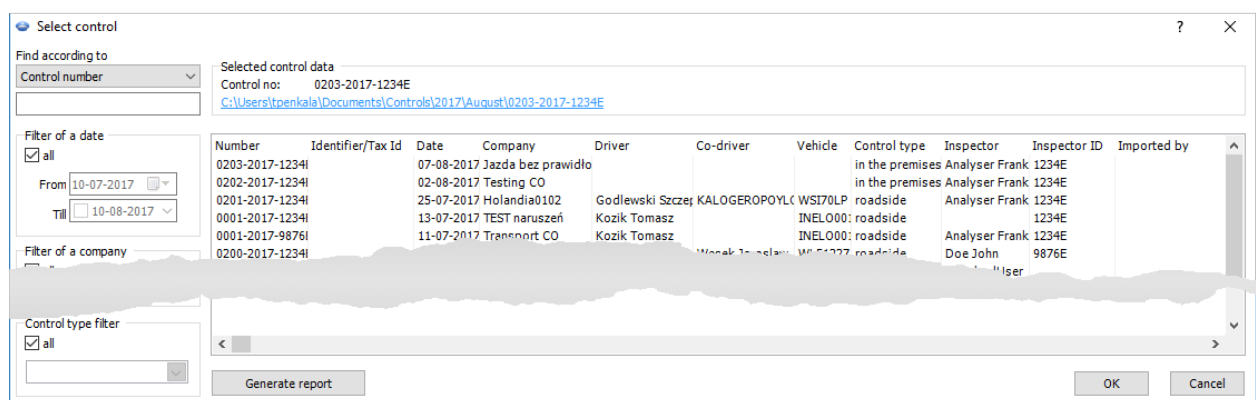 Select control
Find according to
Control number
Selected control data
Control no: 0203-2017-1234E
C:\Users\tpenkala\Documents\Controls\2017\August\0203-2017-1234E
Filter of a date
all
From 10-07-2017
Till 10-08-2017
Filter of a company
Control type filter
all
Number Identifier/Tax Id Date Company Driver Co-driver Vehicle Control type Inspector Inspector ID Imported by
0203-2017-1234 07-08-2017 Jazda bez prawidło in the premises Analyser Frank 1234E
0202-2017-1234 02-08-2017 Testing CO in the premises Analyser Frank 1234E
0201-2017-1234 25-07-2017 Holandia0102 Godlewski Szczep KALOGEROPOYL WSI70LP roadside Analyser Frank 1234E
0001-2017-1234 13-07-2017 TEST naruszeń Kozik Tomasz INELO001 roadside 1234E
0001-2017-9876 11-07-2017 Transport CO Kozik Tomasz INELO001 roadside Analyser Frank 1234E
0200-2017-1234 roadside Doe John 9876E
Generate report
OK
Cancel